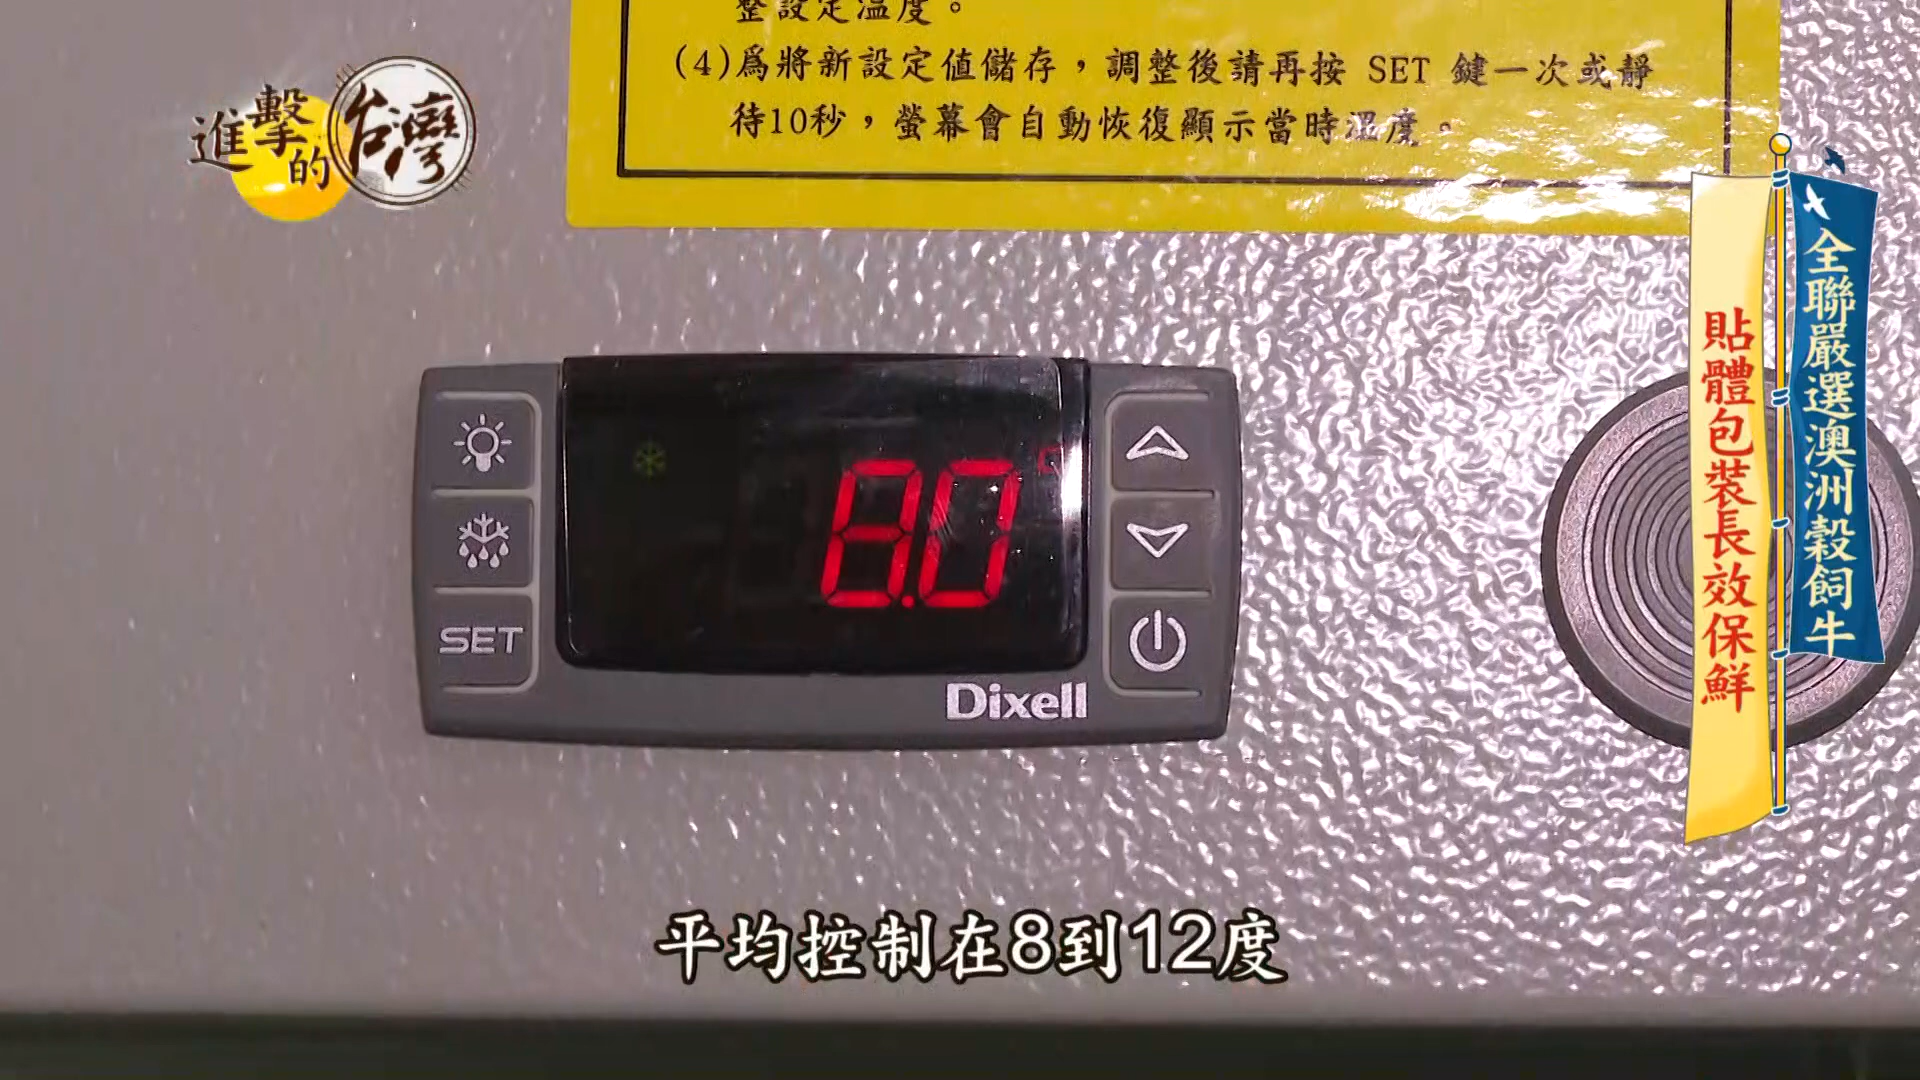 整設定溫度。
(4)爲將新設定値儲存，調整後請再按 SET 鍵一次或靜
待10秒，螢幕會自動恢復顯示當時溫度。
進擊的台灣
全聯嚴選澳洲穀飼牛
貼體包裝長效保鮮
8.0
SET
Dixell
平均控制在8到12度